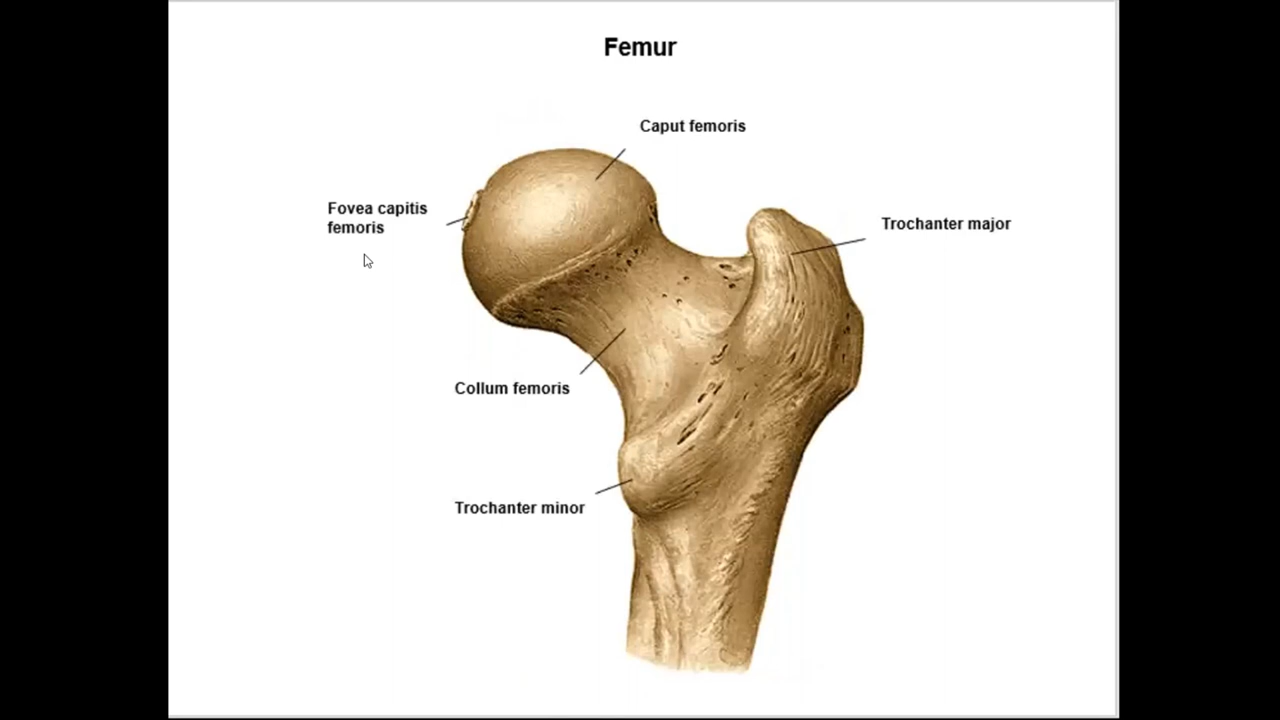 Femur
Caput femoris
Fovea capitis
femoris
Trochanter major
Collum femoris
Trochanter minor